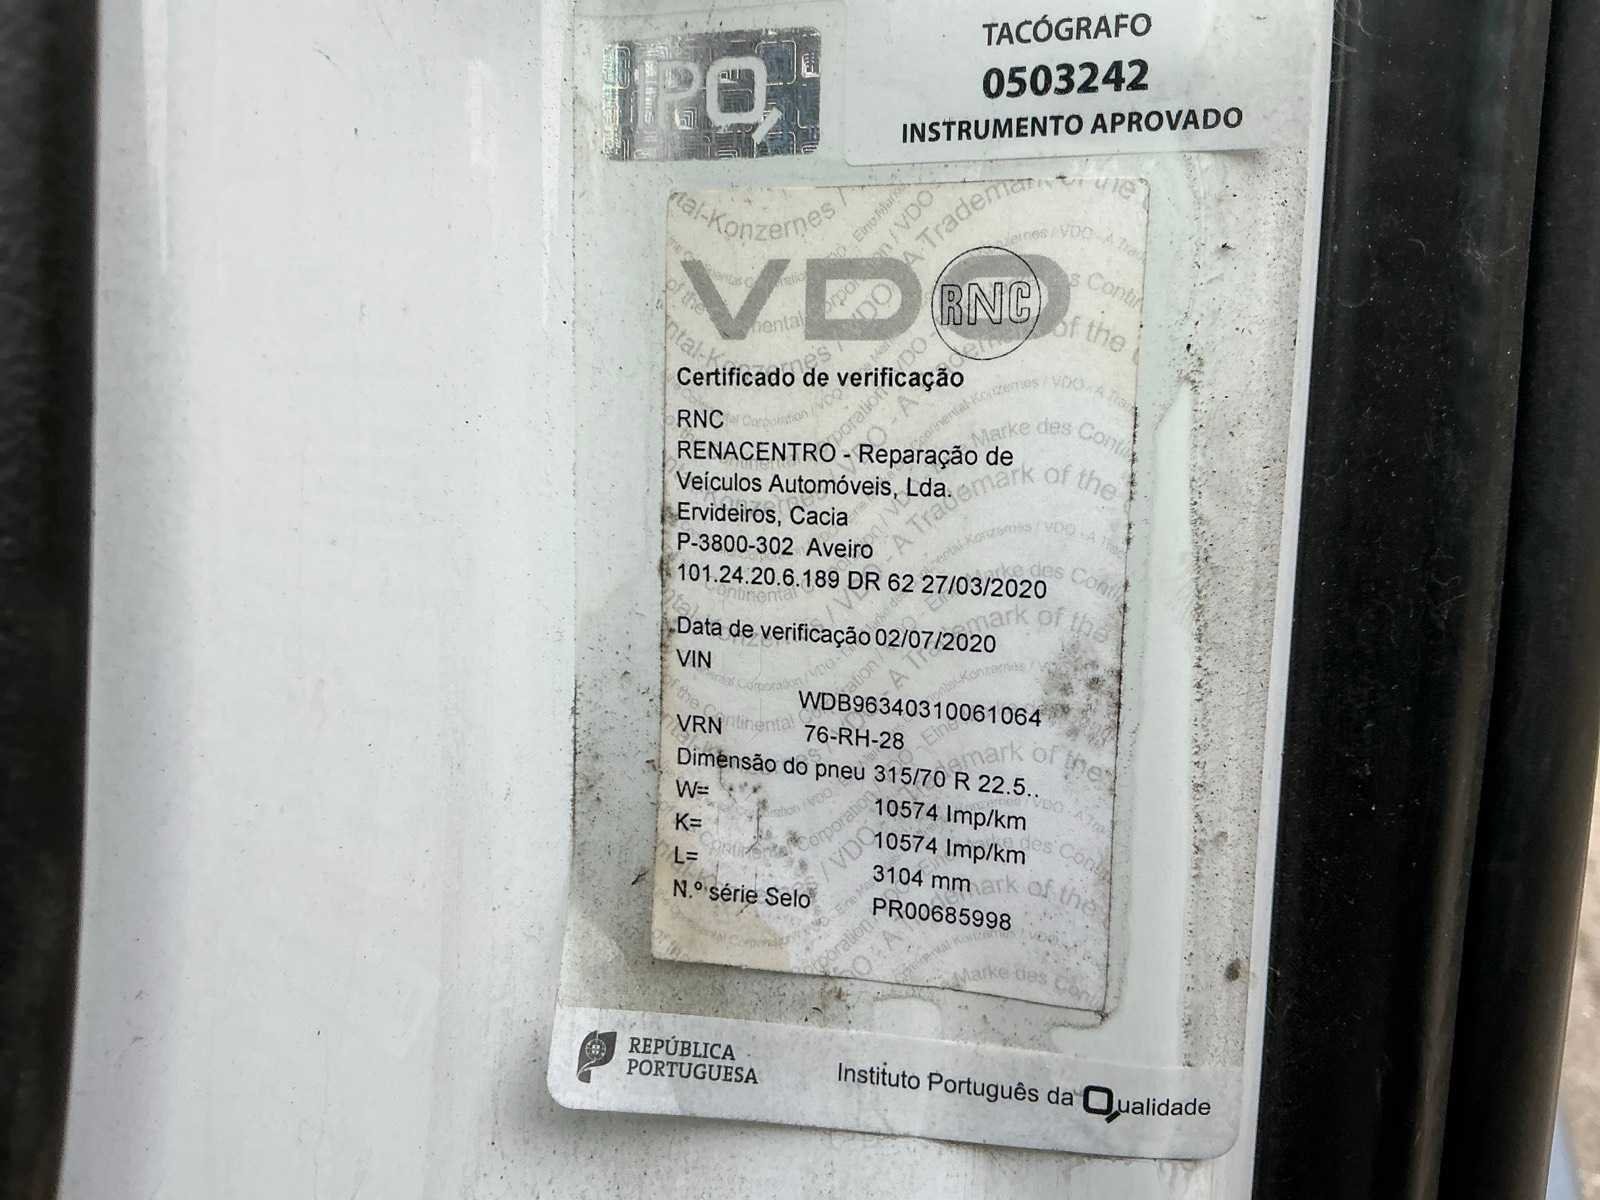 TACÓGRAFO
PQ
0503242
INSTRUMENTO APROVADO
VDO
RNC
Certificado de verificação
RNC
RENACENTRO - Reparação de
Veículos Automóveis, Lda.
Ervideiros, Cacia
P-3800-302 Aveiro
101.24.20.6.189 DR 62 27/03/2020
Data de verificação 02/07/2020
VIN
WDB96340310061064
VRN 76-RH-28
Dimensão do pneu 315/70 R 22.5..
W= 10574 Imp/km
K= 10574 Imp/km
L= 3104 mm
N.º série Selo PR00685998
REPÚBLICA
PORTUGUESA
Instituto Português da Qualidade